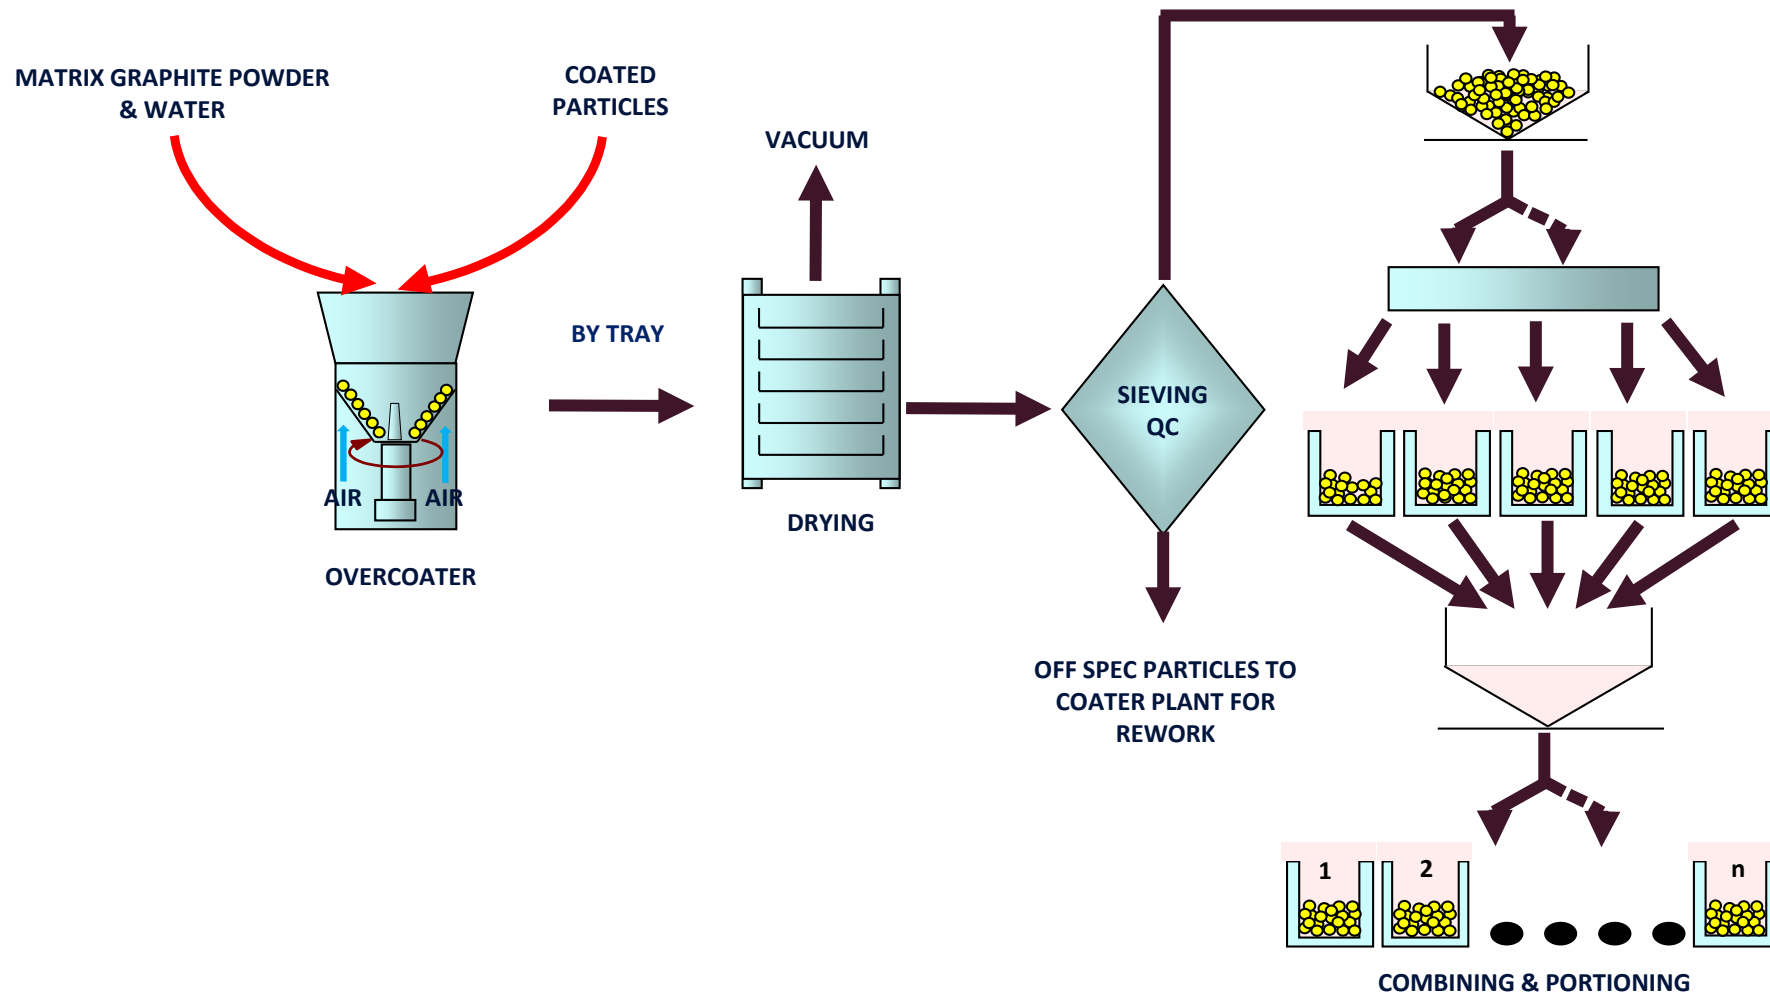 MATRIX GRAPHITE POWDER
& WATER
COATED
PARTICLES
VACUUM
BY TRAY
AIR
AIR
OVERCOATER
DRYING
SIEVING
QC
OFF SPEC PARTICLES TO
COATER PLANT FOR
REWORK
1
2
n
COMBINING & PORTIONING